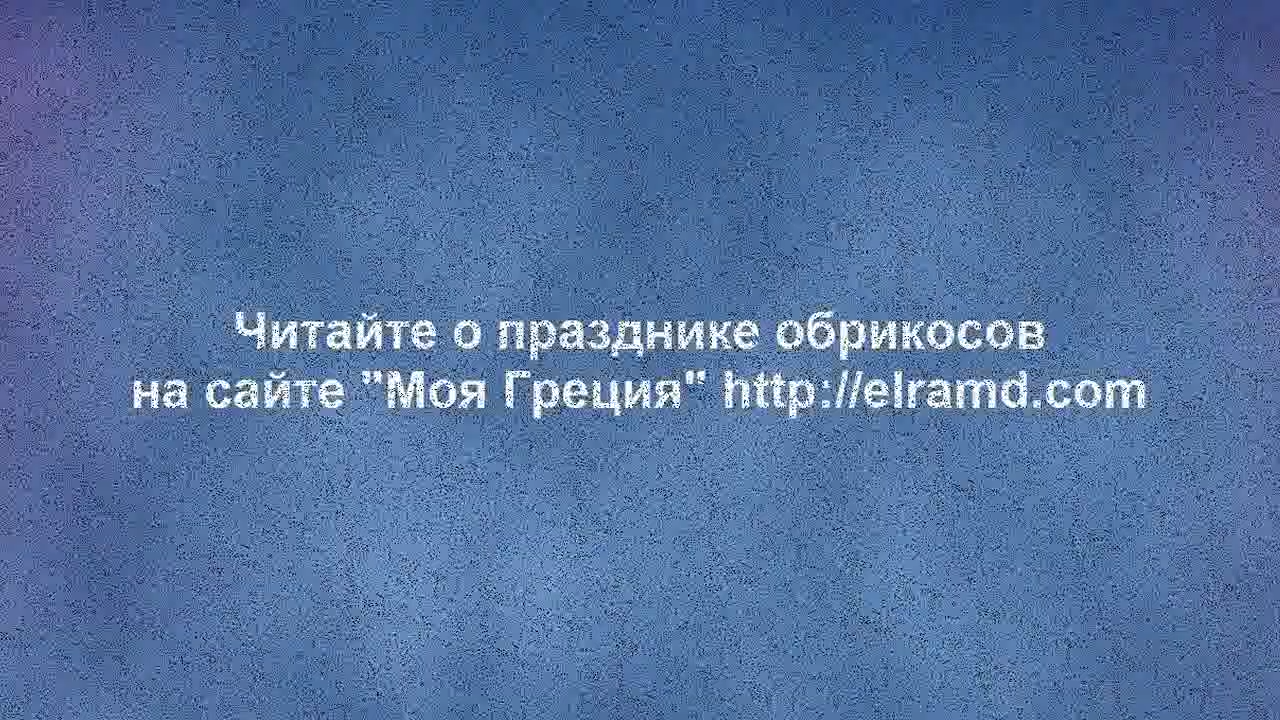 Читайте о празднике обрикосов
на сайте "Моя Греция" http://elramd.com